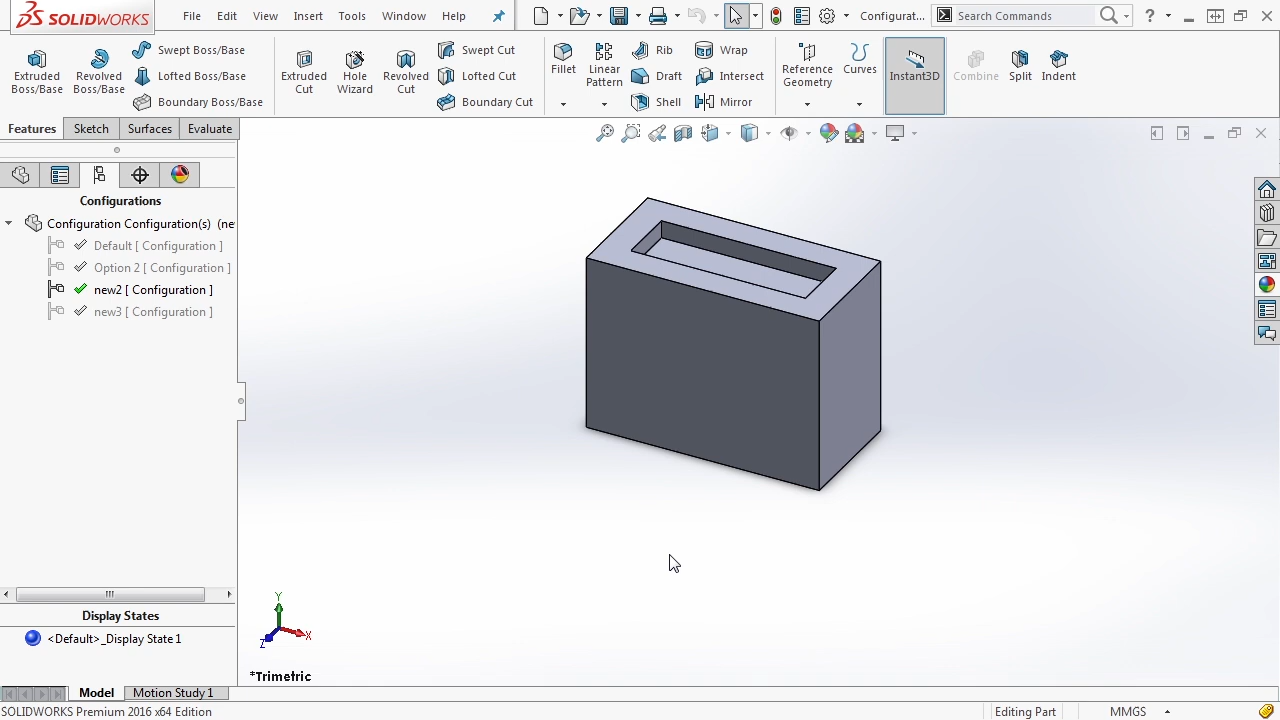 SOLIDWORKS
File Edit View Insert Tools Window Help
Configurat...
Search Commands
Extruded Boss/Base
Revolved Boss/Base
Swept Boss/Base
Lofted Boss/Base
Boundary Boss/Base
Extruded Cut
Hole Wizard
Revolved Cut
Swept Cut
Lofted Cut
Boundary Cut
Fillet
Linear Pattern
Rib
Draft
Shell
Wrap
Intersect
Mirror
Reference Geometry
Curves
Instant3D
Combine
Split
Indent
Features Sketch Surfaces Evaluate
Configurations
Configuration Configuration(s) (ne
Default [ Configuration ]
Option 2 [ Configuration ]
new2 [ Configuration ]
new3 [ Configuration ]
Display States
<Default>_Display State 1
Y
X
Z
*Trimetric
Model Motion Study 1
SOLIDWORKS Premium 2016 x64 Edition
Editing Part
MMGS